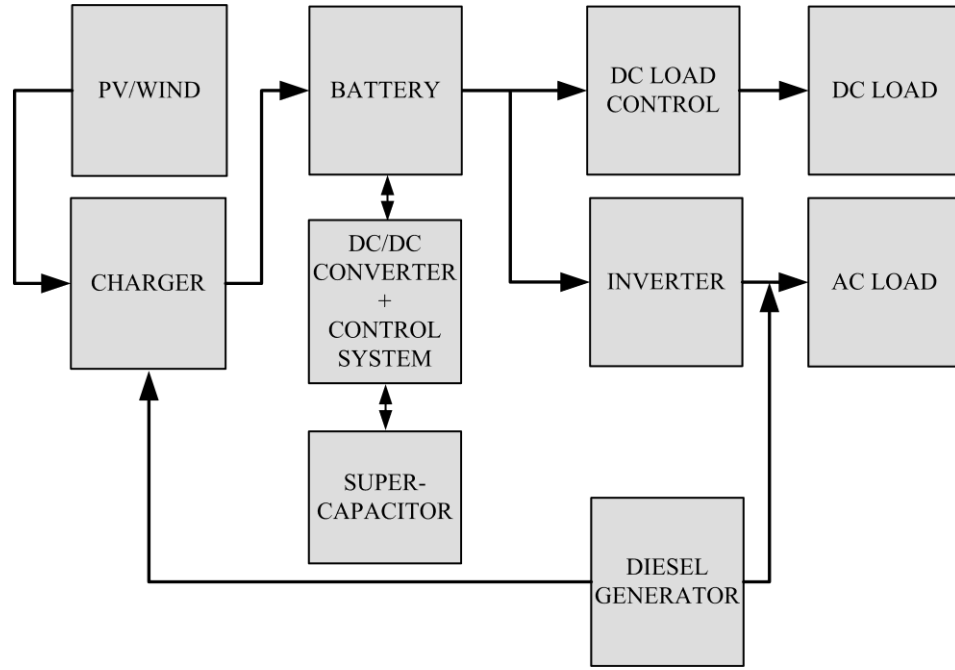 PV/WIND
BATTERY
DC LOAD
CONTROL
DC LOAD
CHARGER
DC/DC
CONVERTER
+
CONTROL
SYSTEM
INVERTER
AC LOAD
SUPER-
CAPACITOR
DIESEL
GENERATOR